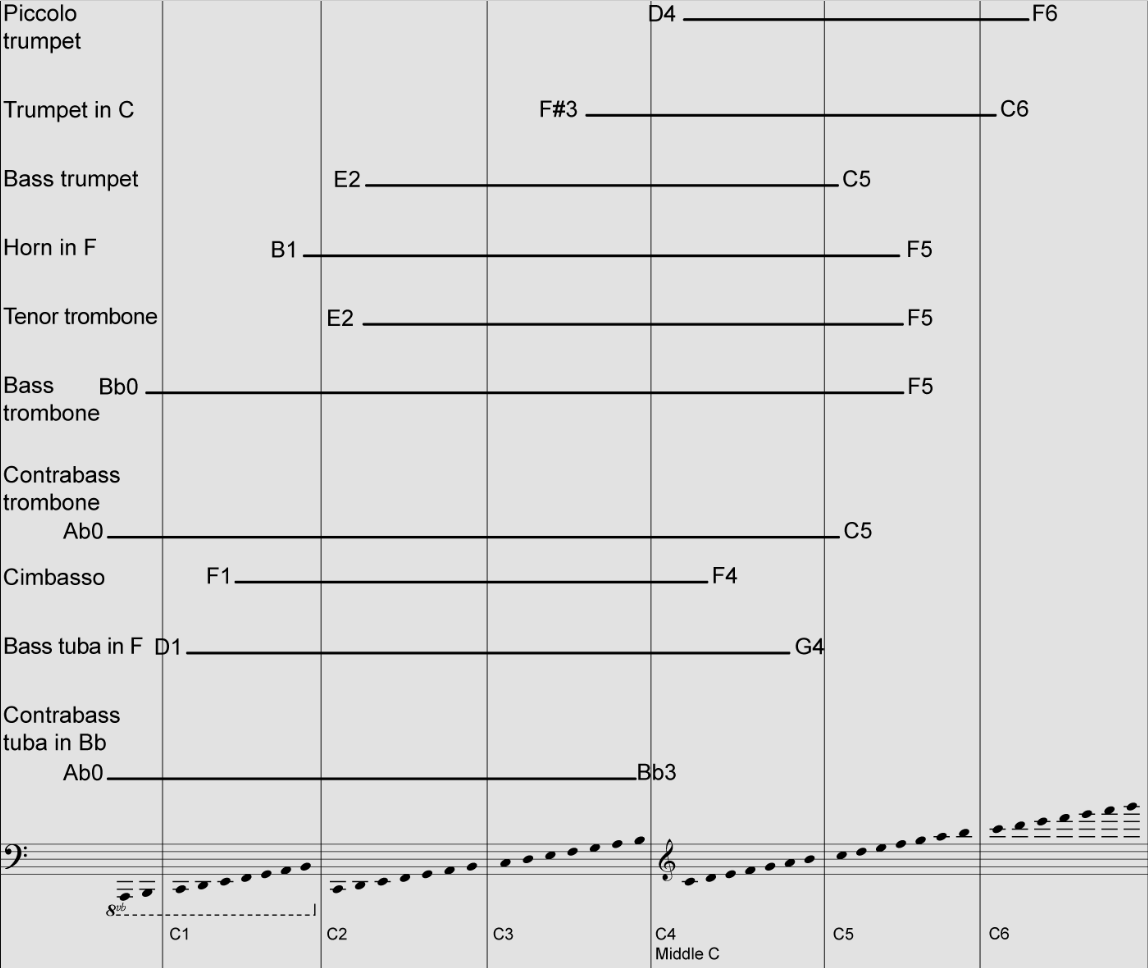 Piccolo
trumpet
D4
F6
Trumpet in C
F#3
C6
Bass trumpet
E2
C5
Horn in F
B1
F5
Tenor trombone
E2
F5
Bass
trombone
Bb0
F5
Contrabass
trombone
Ab0
C5
Cimbasso
F1
F4
Bass tuba in F
D1
G4
Contrabass
tuba in Bb
Ab0
Bb3
8vb
C1
C2
C3
C4
Middle C
C5
C6